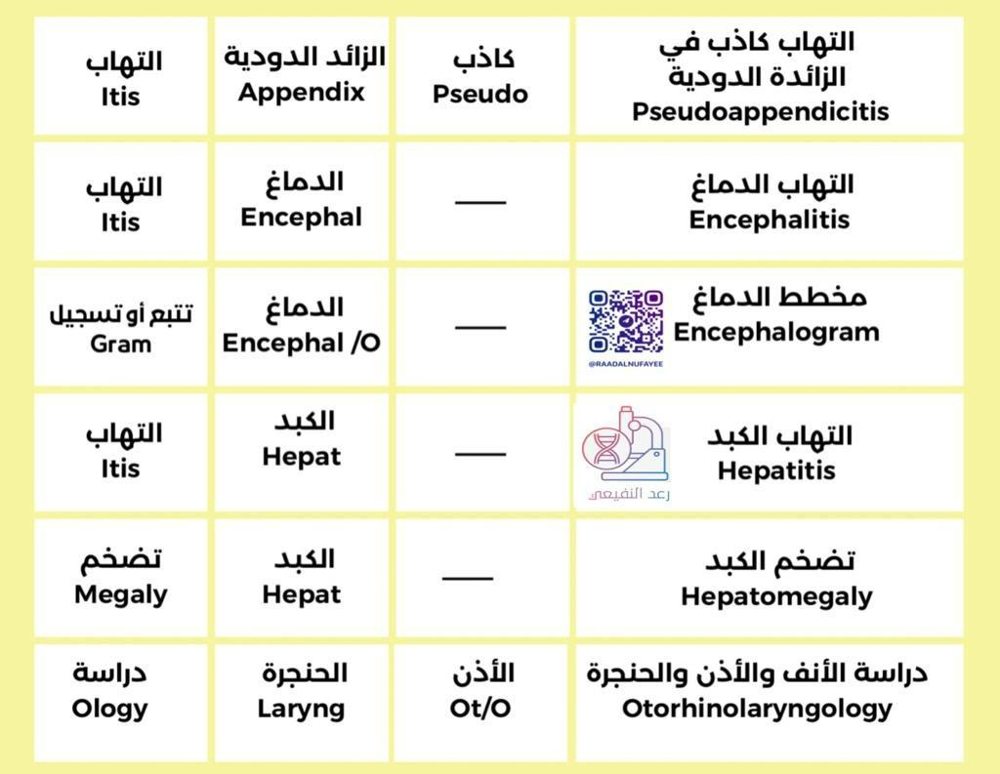 التهاب كاذب في
الزائدة الدودية
Pseudoappendicitis
كاذب
Pseudo
الزائد الدودية
Appendix
التهاب
Itis
التهاب الدماغ
Encephalitis
الدماغ
Encephal
التهاب
Itis
مخطط الدماغ
Encephalogram
@RAADALNUFAYEE
الدماغ
Encephal /O
تتبع أو تسجيل
Gram
التهاب الكبد
Hepatitis
رعد النفيعي
الكبد
Hepat
التهاب
Itis
تضخم الكبد
Hepatomegaly
الكبد
Hepat
تضخم
Megaly
دراسة الأنف والأذن والحنجرة
Otorhinolaryngology
الأذن
Ot/O
الحنجرة
Laryng
دراسة
Ology